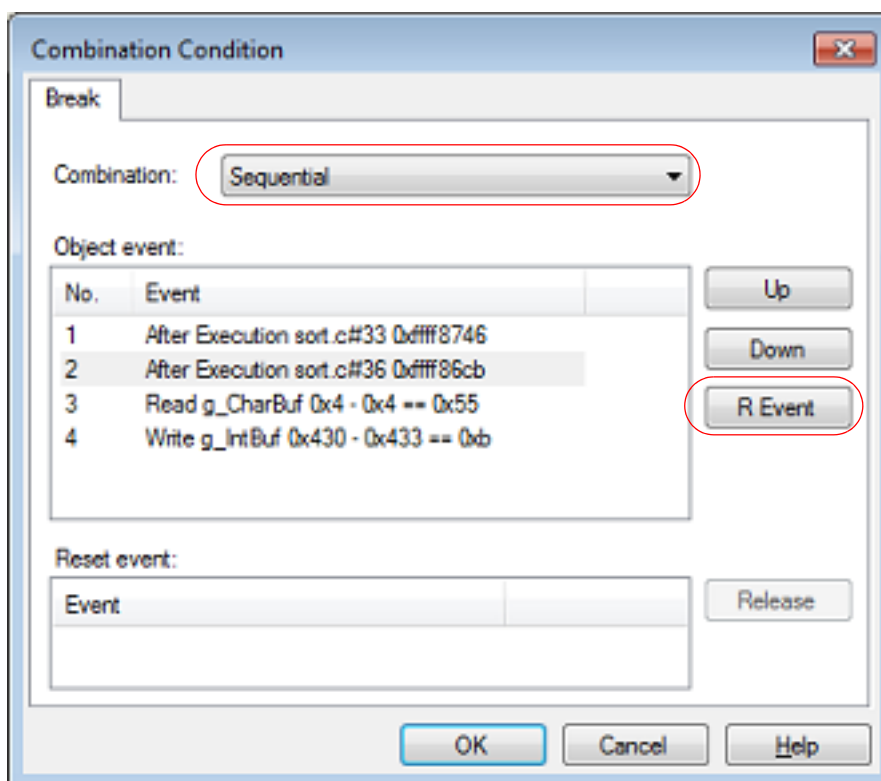 Combination Condition
Break
Combination: Sequential
Object event:
No. Event
1 After Execution sort.c#33 0xffff8746
2 After Execution sort.c#36 0xffff86cb
3 Read g_CharBuf 0x4 - 0x4 == 0x55
4 Write g_IntBuf 0x430 - 0x433 == 0xb
Up
Down
R Event
Reset event:
Event
Release
OK Cancel Help